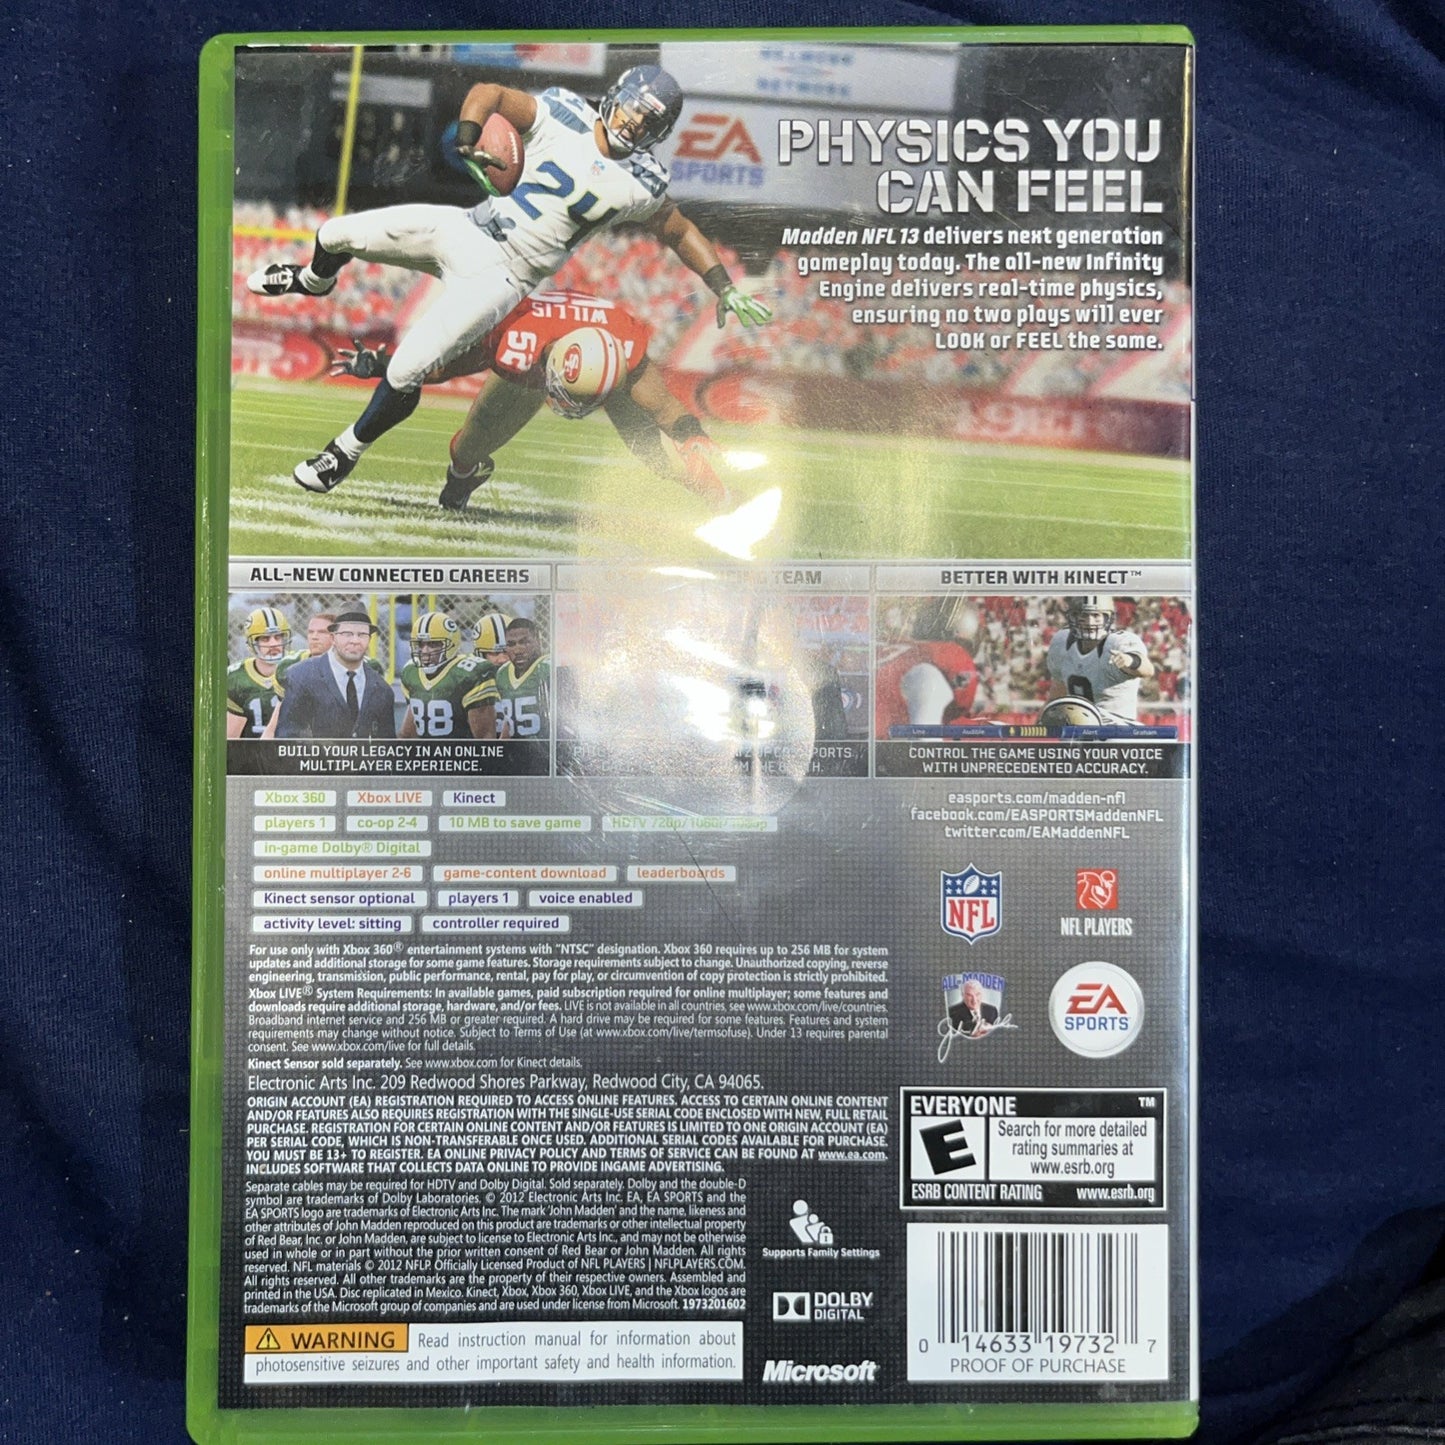 EA
SPORTS
PHYSICS YOU
CAN FEEL
Madden NFL 13 delivers next generation
gameplay today. The all-new Infinity
Engine delivers real-time physics,
ensuring no two plays will ever
LOOK or FEEL the same.
24
WILLIS
52
ALL-NEW CONNECTED CAREERS
TEAM
BETTER WITH KINECT™
88
85
9
Line Audible Alert Graham
BUILD YOUR LEGACY IN AN ONLINE
MULTIPLAYER EXPERIENCE.
CONTROL THE GAME USING YOUR VOICE
WITH UNPRECEDENTED ACCURACY.
Xbox 360 Xbox LIVE Kinect
players 1 co-op 2-4 10 MB to save game HDTV 720p/1080i/1080p
in-game Dolby® Digital
online multiplayer 2-6 game-content download leaderboards
Kinect sensor optional players 1 voice enabled
activity level: sitting controller required
easports.com/madden-nfl
facebook.com/EASPORTSMaddenNFL
twitter.com/EAMaddenNFL
NFL
NFL PLAYERS
ALL-MADDEN
EA
SPORTS
For use only with Xbox 360® entertainment systems with "NTSC" designation. Xbox 360 requires up to 256 MB for system
updates and additional storage for some game features. Storage requirements subject to change. Unauthorized copying, reverse
engineering, transmission, public performance, rental, pay for play, or circumvention of copy protection is strictly prohibited.
Xbox LIVE® System Requirements: In available games, paid subscription required for online multiplayer; some features and
downloads require additional storage, hardware, and/or fees. LIVE is not available in all countries, see www.xbox.com/live/countries.
Broadband internet service and 256 MB or greater required. A hard drive may be required for some features. Features and system
requirements may change without notice. Subject to Terms of Use (at www.xbox.com/live/termsofuse). Under 13 requires parental
consent. See www.xbox.com/live for full details.
Kinect Sensor sold separately. See www.xbox.com for Kinect details.
Electronic Arts Inc. 209 Redwood Shores Parkway, Redwood City, CA 94065.
ORIGIN ACCOUNT (EA) REGISTRATION REQUIRED TO ACCESS ONLINE FEATURES. ACCESS TO CERTAIN ONLINE CONTENT
AND/OR FEATURES ALSO REQUIRES REGISTRATION WITH THE SINGLE-USE SERIAL CODE ENCLOSED WITH NEW, FULL RETAIL
PURCHASE. REGISTRATION FOR CERTAIN ONLINE CONTENT AND/OR FEATURES IS LIMITED TO ONE ORIGIN ACCOUNT (EA)
PER SERIAL CODE, WHICH IS NON-TRANSFERABLE ONCE USED. ADDITIONAL SERIAL CODES AVAILABLE FOR PURCHASE.
YOU MUST BE 13+ TO REGISTER. EA ONLINE PRIVACY POLICY AND TERMS OF SERVICE CAN BE FOUND AT www.ea.com.
INCLUDES SOFTWARE THAT COLLECTS DATA ONLINE TO PROVIDE INGAME ADVERTISING.
Separate cables may be required for HDTV and Dolby Digital. Sold separately. Dolby and the double-D
symbol are trademarks of Dolby Laboratories. © 2012 Electronic Arts Inc. EA, EA SPORTS and the
EA SPORTS logo are trademarks of Electronic Arts Inc. The mark 'John Madden' and the name, likeness and
other attributes of John Madden reproduced on this product are trademarks or other intellectual property
of Red Bear, Inc. or John Madden, are subject to license to Electronic Arts Inc., and may not be otherwise
used in whole or in part without the prior written consent of Red Bear or John Madden. All rights
reserved. NFL materials © 2012 NFLP. Officially Licensed Product of NFL PLAYERS | NFLPLAYERS.COM.
All rights reserved. All other trademarks are the property of their respective owners. Assembled and
printed in the USA. Disc replicated in Mexico. Kinect, Xbox, Xbox 360, Xbox LIVE, and the Xbox logos are
trademarks of the Microsoft group of companies and are used under license from Microsoft. 1973201602
WARNING Read instruction manual for information about
photosensitive seizures and other important safety and health information.
Supports Family Settings
DOLBY
DIGITAL
Microsoft
EVERYONE ™
E
Search for more detailed
rating summaries at
www.esrb.org
ESRB CONTENT RATING www.esrb.org
0 14633 19732 7
PROOF OF PURCHASE